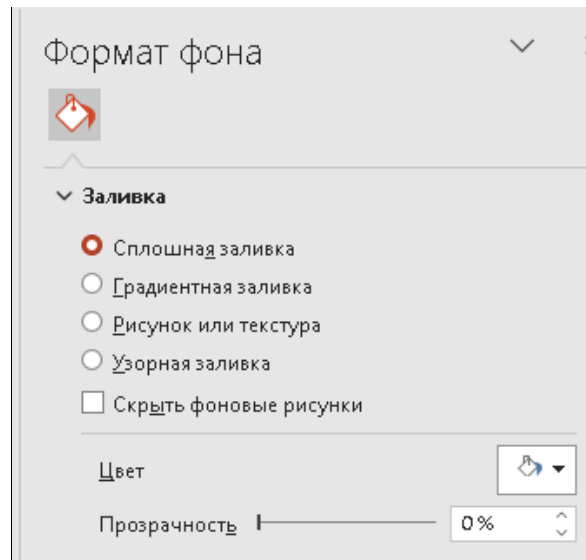 Формат фона
Заливка
Сплошная заливка
Градиентная заливка
Рисунок или текстура
Узорная заливка
Скрыть фоновые рисунки
Цвет
Прозрачность 0%